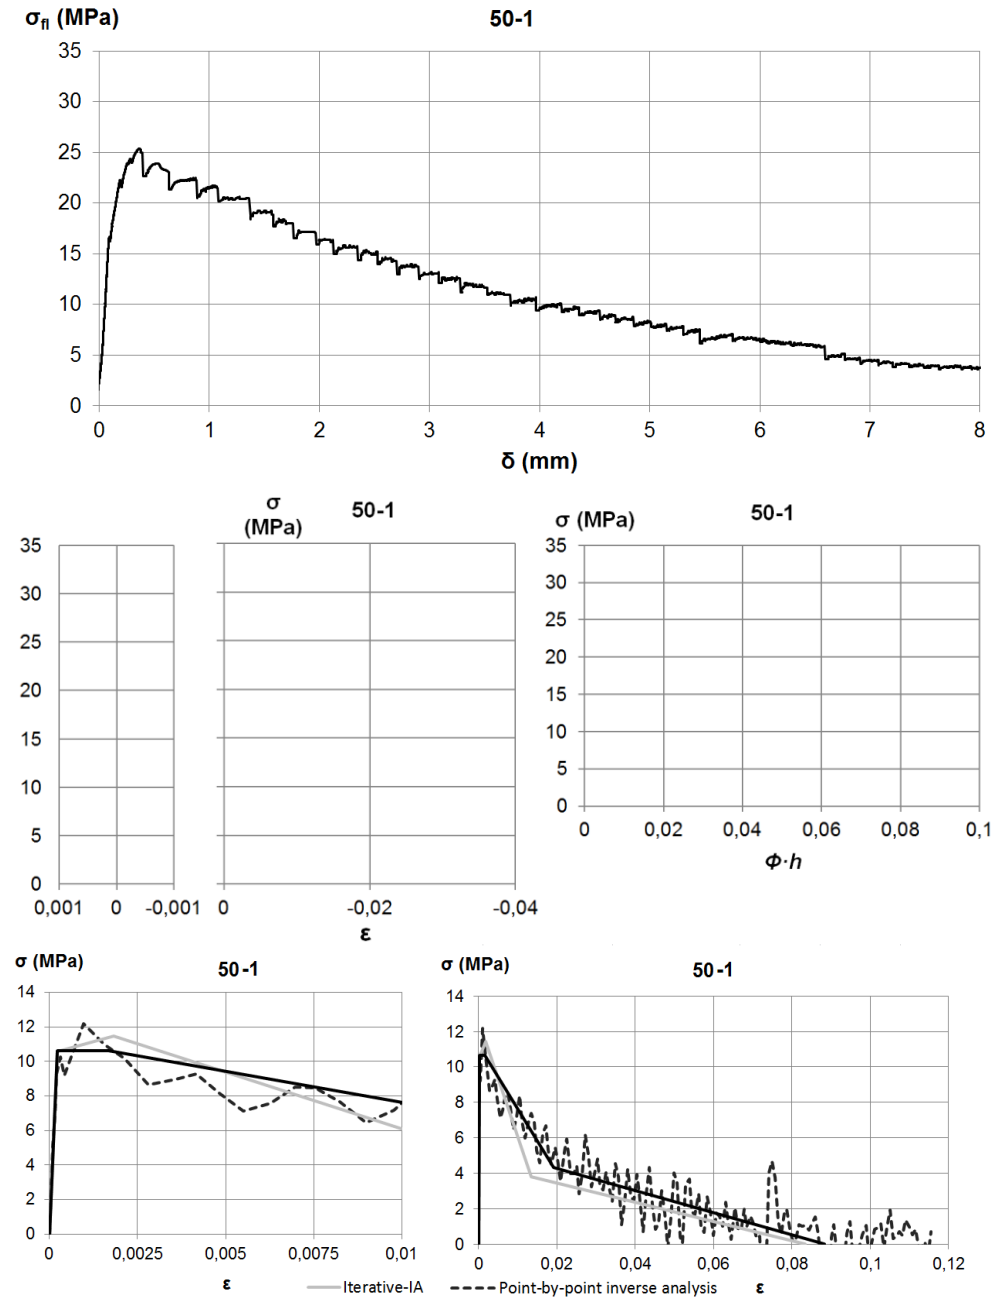 σfl (MPa) 50-1
35
30
25
20
15
10
5
0
0 1 2 3 4 5 6 7 8
δ (mm)
σ (MPa) 50-1
35
30
25
20
15
10
5
0
0,001 0 -0,001 0 -0,02 -0,04
ε
σ (MPa) 50-1
35
30
25
20
15
10
5
0
0 0,02 0,04 0,06 0,08 0,1
Φ·h
σ (MPa) 50-1
14
12
10
8
6
4
2
0
0 0,0025 0,005 0,0075 0,01
ε
σ (MPa) 50-1
14
12
10
8
6
4
2
0
0 0,02 0,04 0,06 0,08 0,1 0,12
ε
Iterative-IA Point-by-point inverse analysis